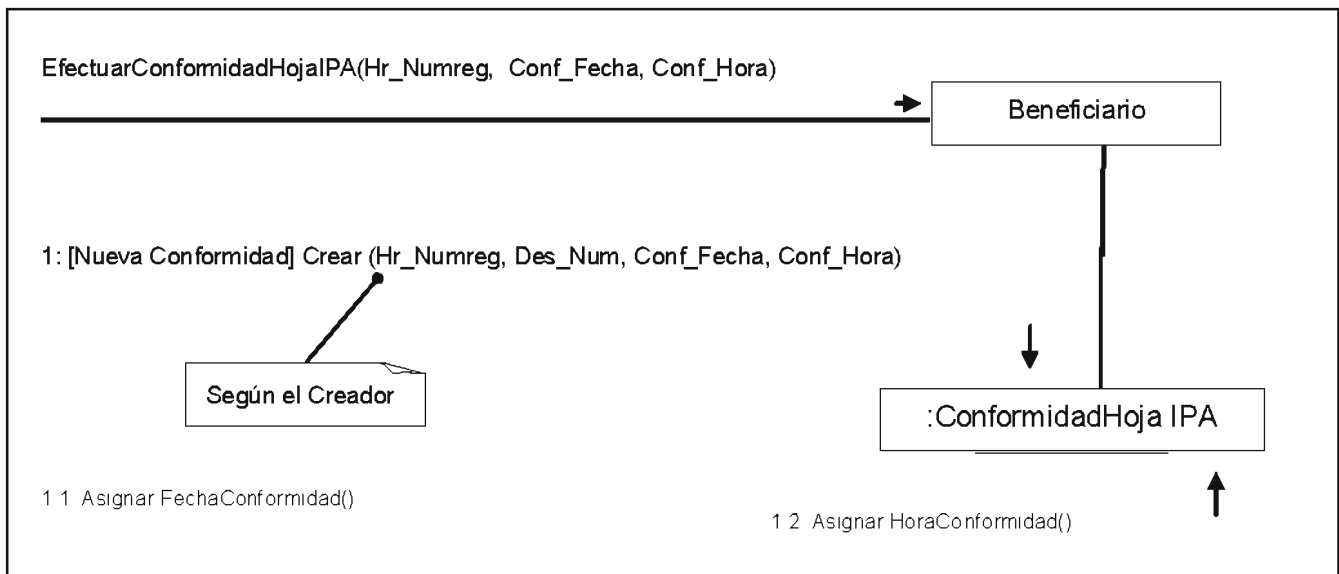 EfectuarConformidadHojaIPA(Hr_Numreg, Conf_Fecha, Conf_Hora)
Beneficiario
1: [Nueva Conformidad] Crear (Hr_Numreg, Des_Num, Conf_Fecha, Conf_Hora)
Según el Creador
:ConformidadHoja IPA
1 1 Asignar FechaConformidad()
1 2 Asignar HoraConformidad()